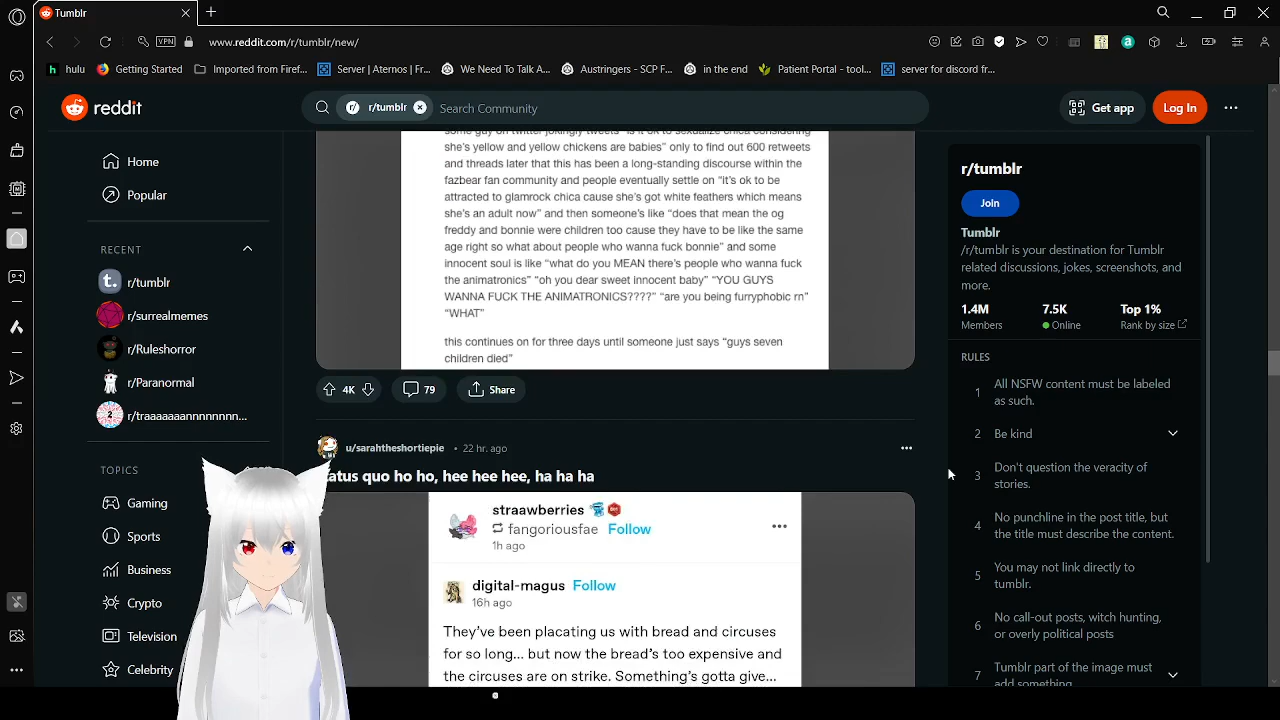 Tumblr
www.reddit.com/r/tumblr/new/
VPN
hulu
Getting Started
Imported from Firef...
Server | Aternos | Fr...
We Need To Talk A...
Austringers - SCP F...
in the end
Patient Portal - tool...
server for discord fr...
reddit
r/ r/tumblr
Search Community
Get app
Log In
Home
Popular
RECENT
r/tumblr
r/surrealmemes
r/Ruleshorror
r/Paranormal
r/traaaaaaannnnnnnn...
TOPICS
Gaming
Sports
Business
Crypto
Television
Celebrity
some guy on twitter jokingly tweets "is it ok to sexualize chica considering
she's yellow and yellow chickens are babies" only to find out 600 retweets
and threads later that this has been a long-standing discourse within the
fazbear fan community and people eventually settle on "it's ok to be
attracted to glamrock chica cause she's got white feathers which means
she's an adult now" and then someone's like "does that mean the og
freddy and bonnie were children too cause they have to be like the same
age right so what about people who wanna fuck bonnie" and some
innocent soul is like "what do you MEAN there's people who wanna fuck
the animatronics" "oh you dear sweet innocent baby" "YOU GUYS
WANNA FUCK THE ANIMATRONICS????" "are you being furryphobic rn"
"WHAT"
this continues on for three days until someone just says "guys seven
children died"
4K
79
Share
u/sarahtheshortiepie • 22 hr. ago
atus quo ho ho, hee hee hee, ha ha ha
straawberries
fangoriousfae Follow
1h ago
digital-magus Follow
16h ago
They've been placating us with bread and circuses
for so long... but now the bread's too expensive and
the circuses are on strike. Something's gotta give...
r/tumblr
Join
Tumblr
/r/tumblr is your destination for Tumblr
related discussions, jokes, screenshots, and
more.
1.4M
Members
7.5K
Online
Top 1%
Rank by size
RULES
1 All NSFW content must be labeled
as such.
2 Be kind
3 Don't question the veracity of
stories.
4 No punchline in the post title, but
the title must describe the content.
5 You may not link directly to
tumblr.
6 No call-out posts, witch hunting,
or overly political posts
7 Tumblr part of the image must
add something